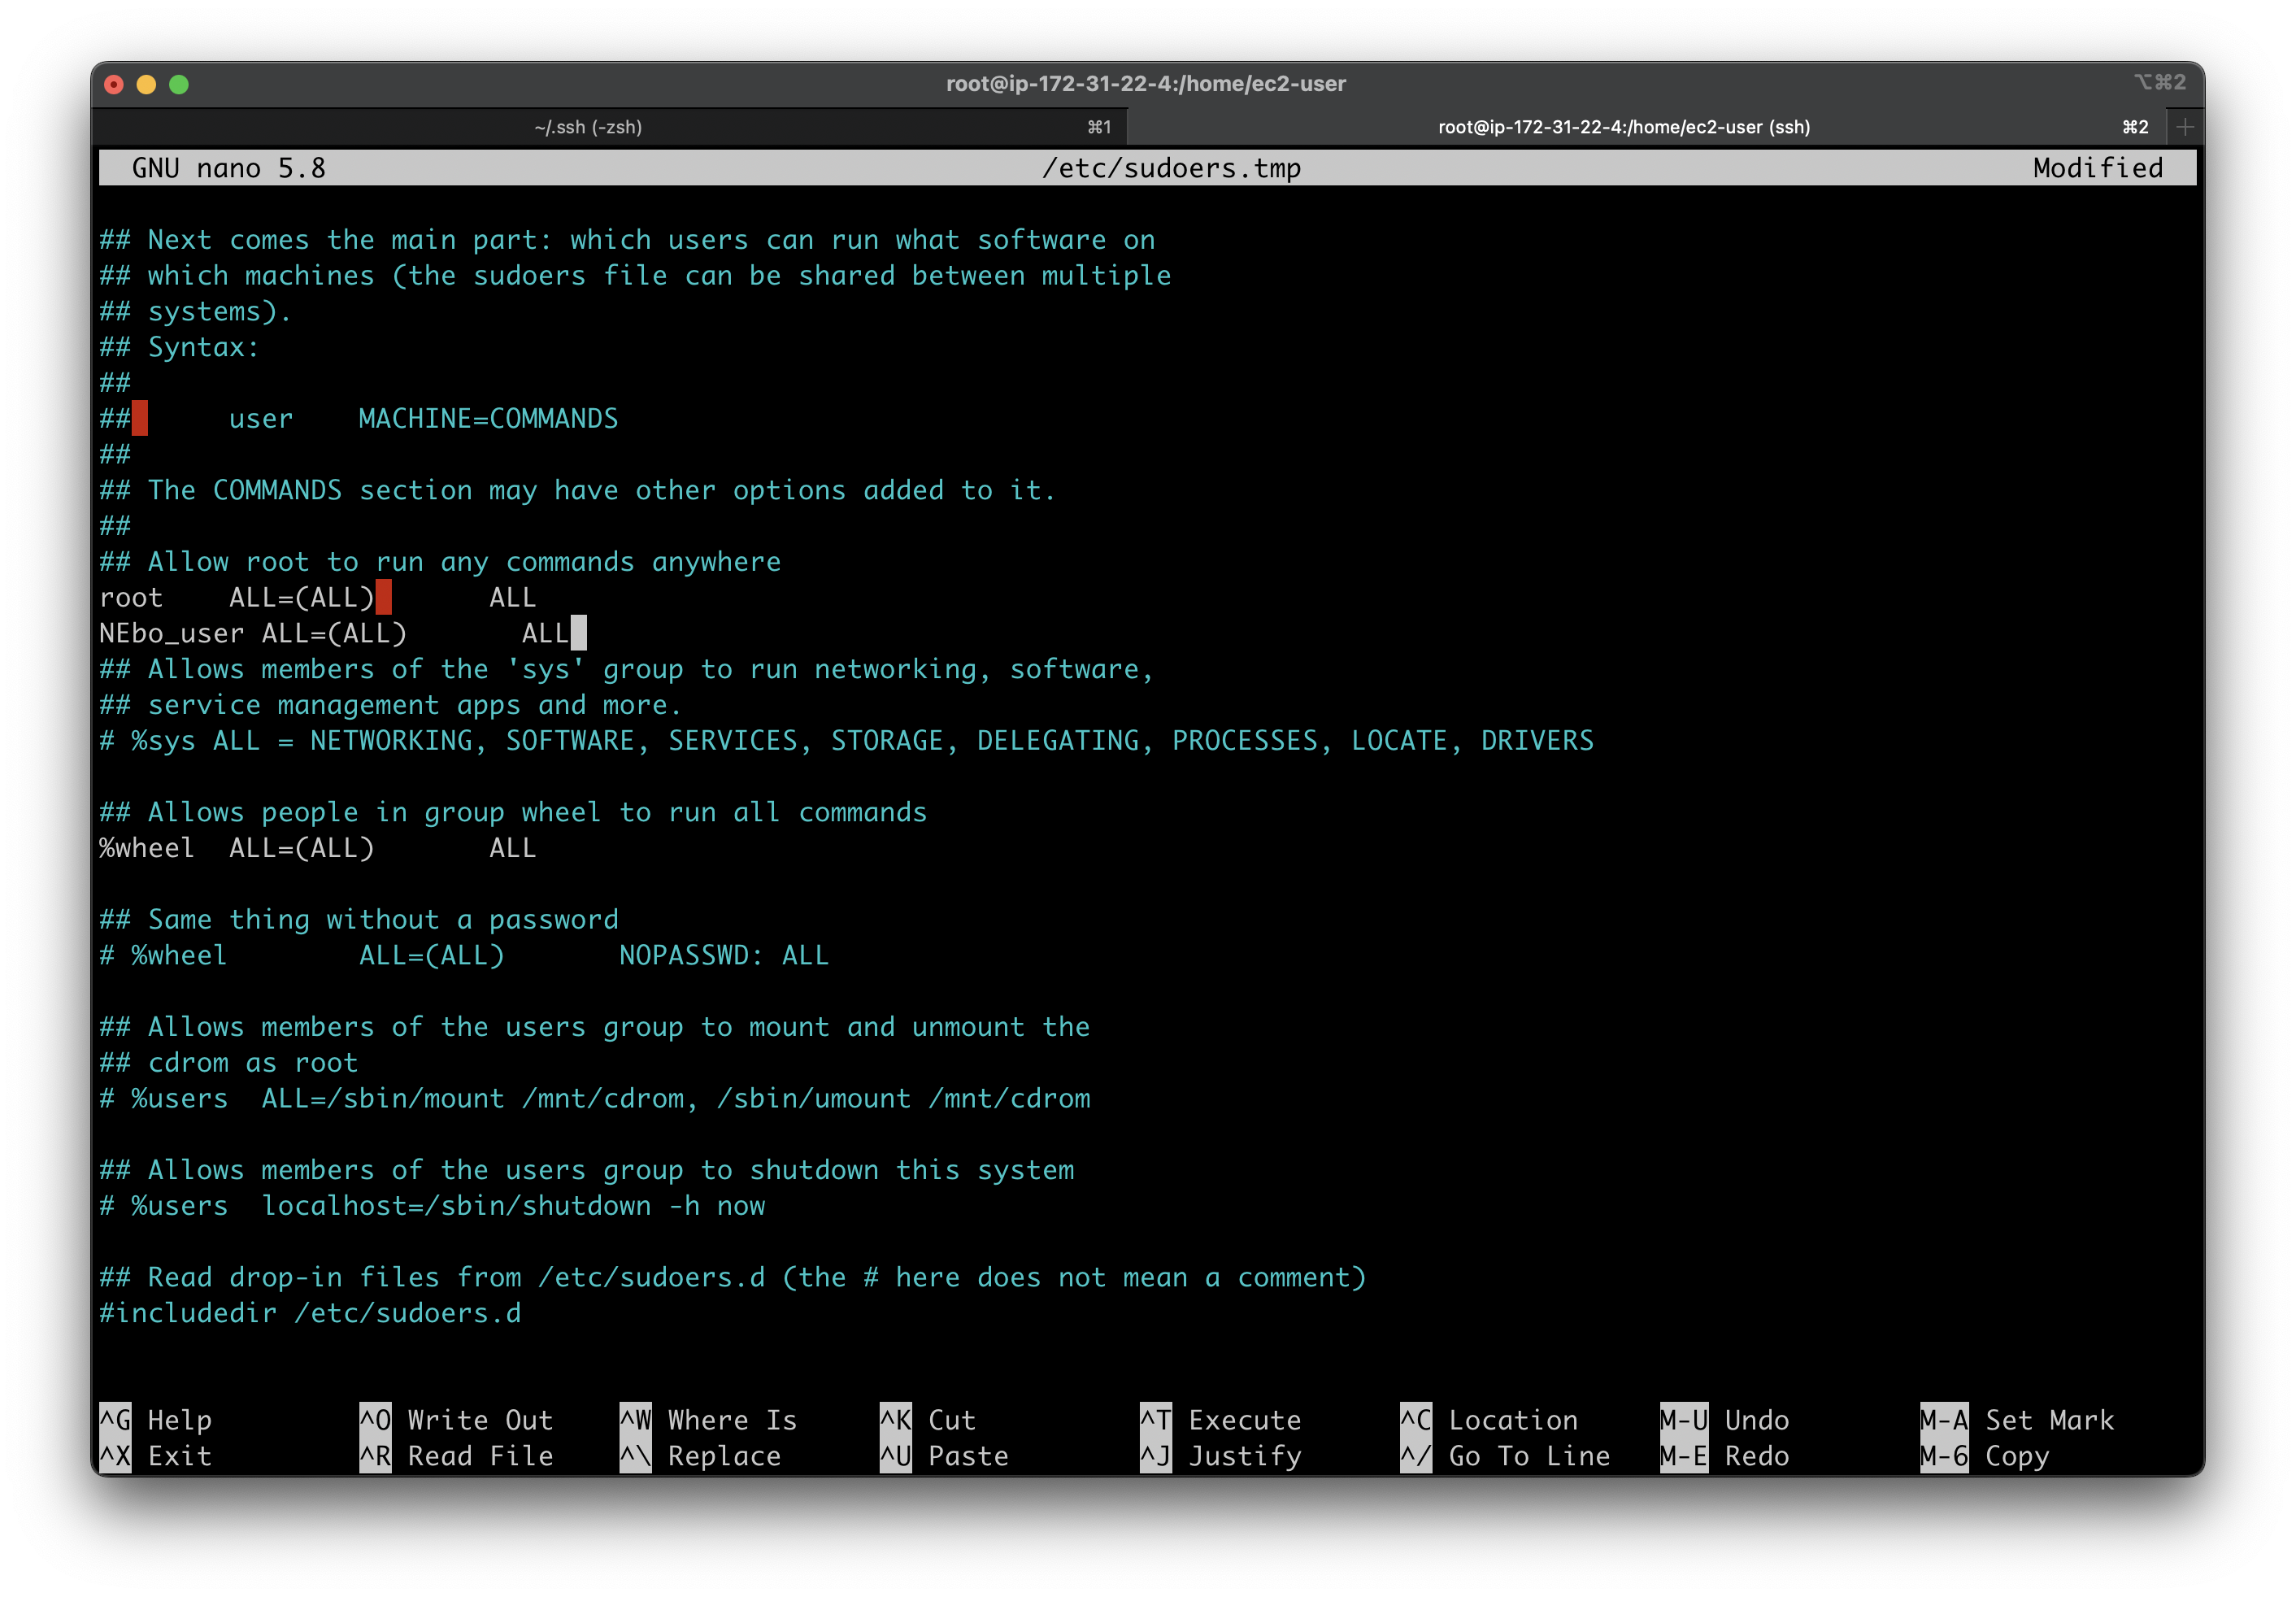 root@ip-172-31-22-4:/home/ec2-user ⌥⌘2
~/.ssh (-zsh) ⌘1 root@ip-172-31-22-4:/home/ec2-user (ssh) ⌘2 +
GNU nano 5.8 /etc/sudoers.tmp Modified
## Next comes the main part: which users can run what software on
## which machines (the sudoers file can be shared between multiple
## systems).
## Syntax:
##
## user MACHINE=COMMANDS
##
## The COMMANDS section may have other options added to it.
##
## Allow root to run any commands anywhere
root ALL=(ALL) ALL
NEbo_user ALL=(ALL) ALL
## Allows members of the 'sys' group to run networking, software,
## service management apps and more.
# %sys ALL = NETWORKING, SOFTWARE, SERVICES, STORAGE, DELEGATING, PROCESSES, LOCATE, DRIVERS
## Allows people in group wheel to run all commands
%wheel ALL=(ALL) ALL
## Same thing without a password
# %wheel ALL=(ALL) NOPASSWD: ALL
## Allows members of the users group to mount and unmount the
## cdrom as root
# %users ALL=/sbin/mount /mnt/cdrom, /sbin/umount /mnt/cdrom
## Allows members of the users group to shutdown this system
# %users localhost=/sbin/shutdown -h now
## Read drop-in files from /etc/sudoers.d (the # here does not mean a comment)
#includedir /etc/sudoers.d
^G Help ^O Write Out ^W Where Is ^K Cut ^T Execute ^C Location M-U Undo M-A Set Mark
^X Exit ^R Read File ^\ Replace ^U Paste ^J Justify ^/ Go To Line M-E Redo M-6 Copy